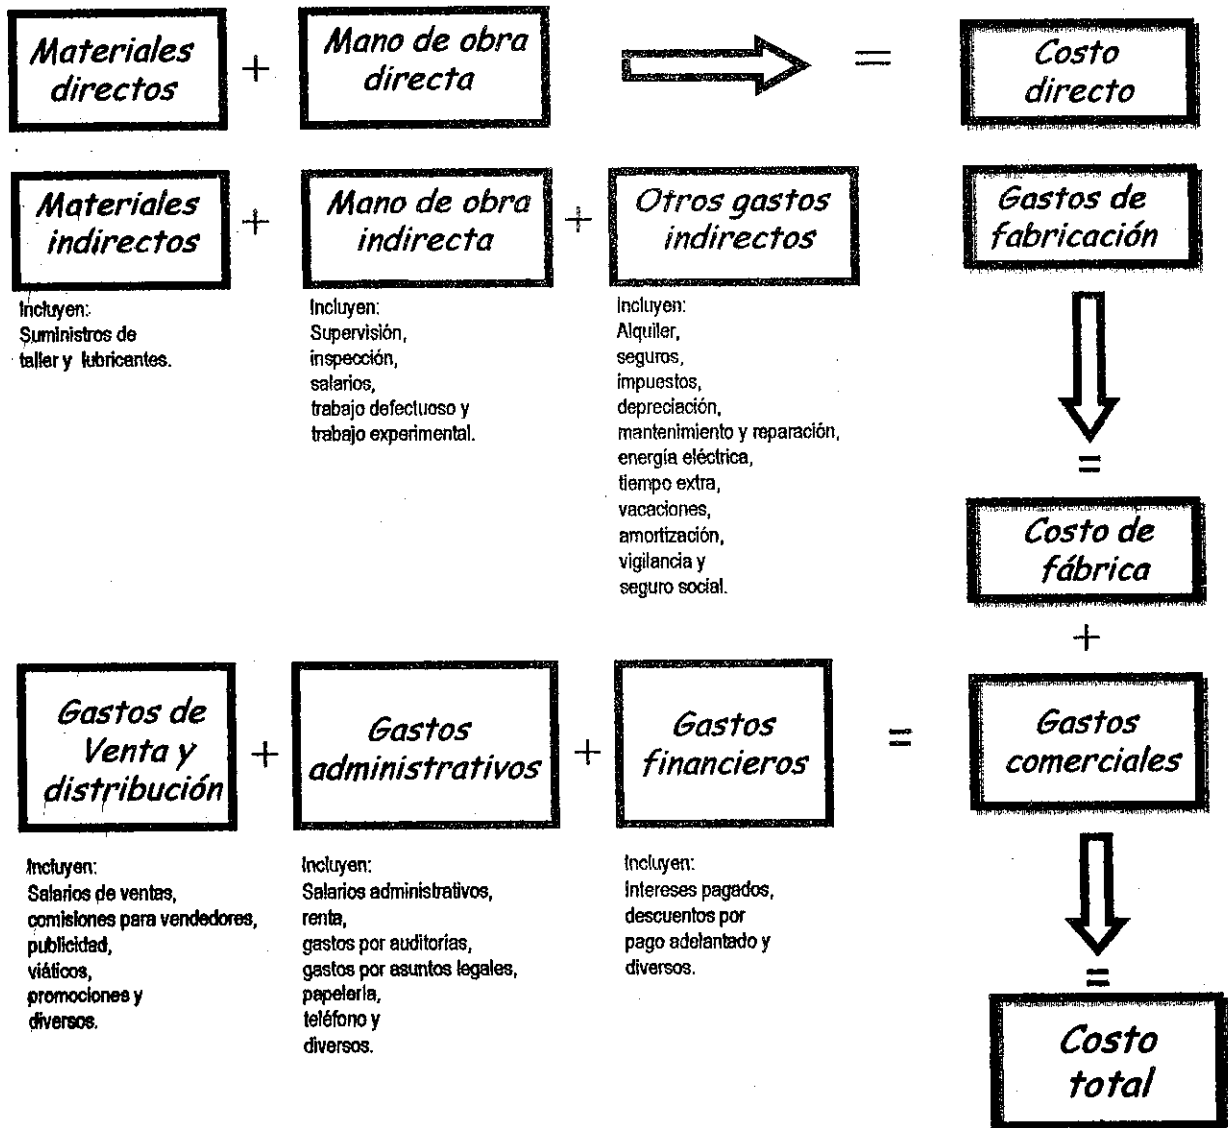 Materiales
directos
+
Mano de obra
directa
=
Costo
directo
Materiales
indirectos
+
Mano de obra
indirecta
+
Otros gastos
indirectos
Gastos de
fabricación
Incluyen:
Suministros de
taller y lubricantes.
Incluyen:
Supervisión,
inspección,
salarios,
trabajo defectuoso y
trabajo experimental.
Incluyen:
Alquiler,
seguros,
impuestos,
depreciación,
mantenimiento y reparación,
energía eléctrica,
tiempo extra,
vacaciones,
amortización,
vigilancia y
seguro social.
=
Costo de
fábrica
+
Gastos de
Venta y
distribución
+
Gastos
administrativos
+
Gastos
financieros
=
Gastos
comerciales
Incluyen:
Salarios de ventas,
comisiones para vendedores,
publicidad,
viáticos,
promociones y
diversos.
Incluyen:
Salarios administrativos,
renta,
gastos por auditorías,
gastos por asuntos legales,
papelería,
teléfono y
diversos.
Incluyen:
Intereses pagados,
descuentos por
pago adelantado y
diversos.
=
Costo
total